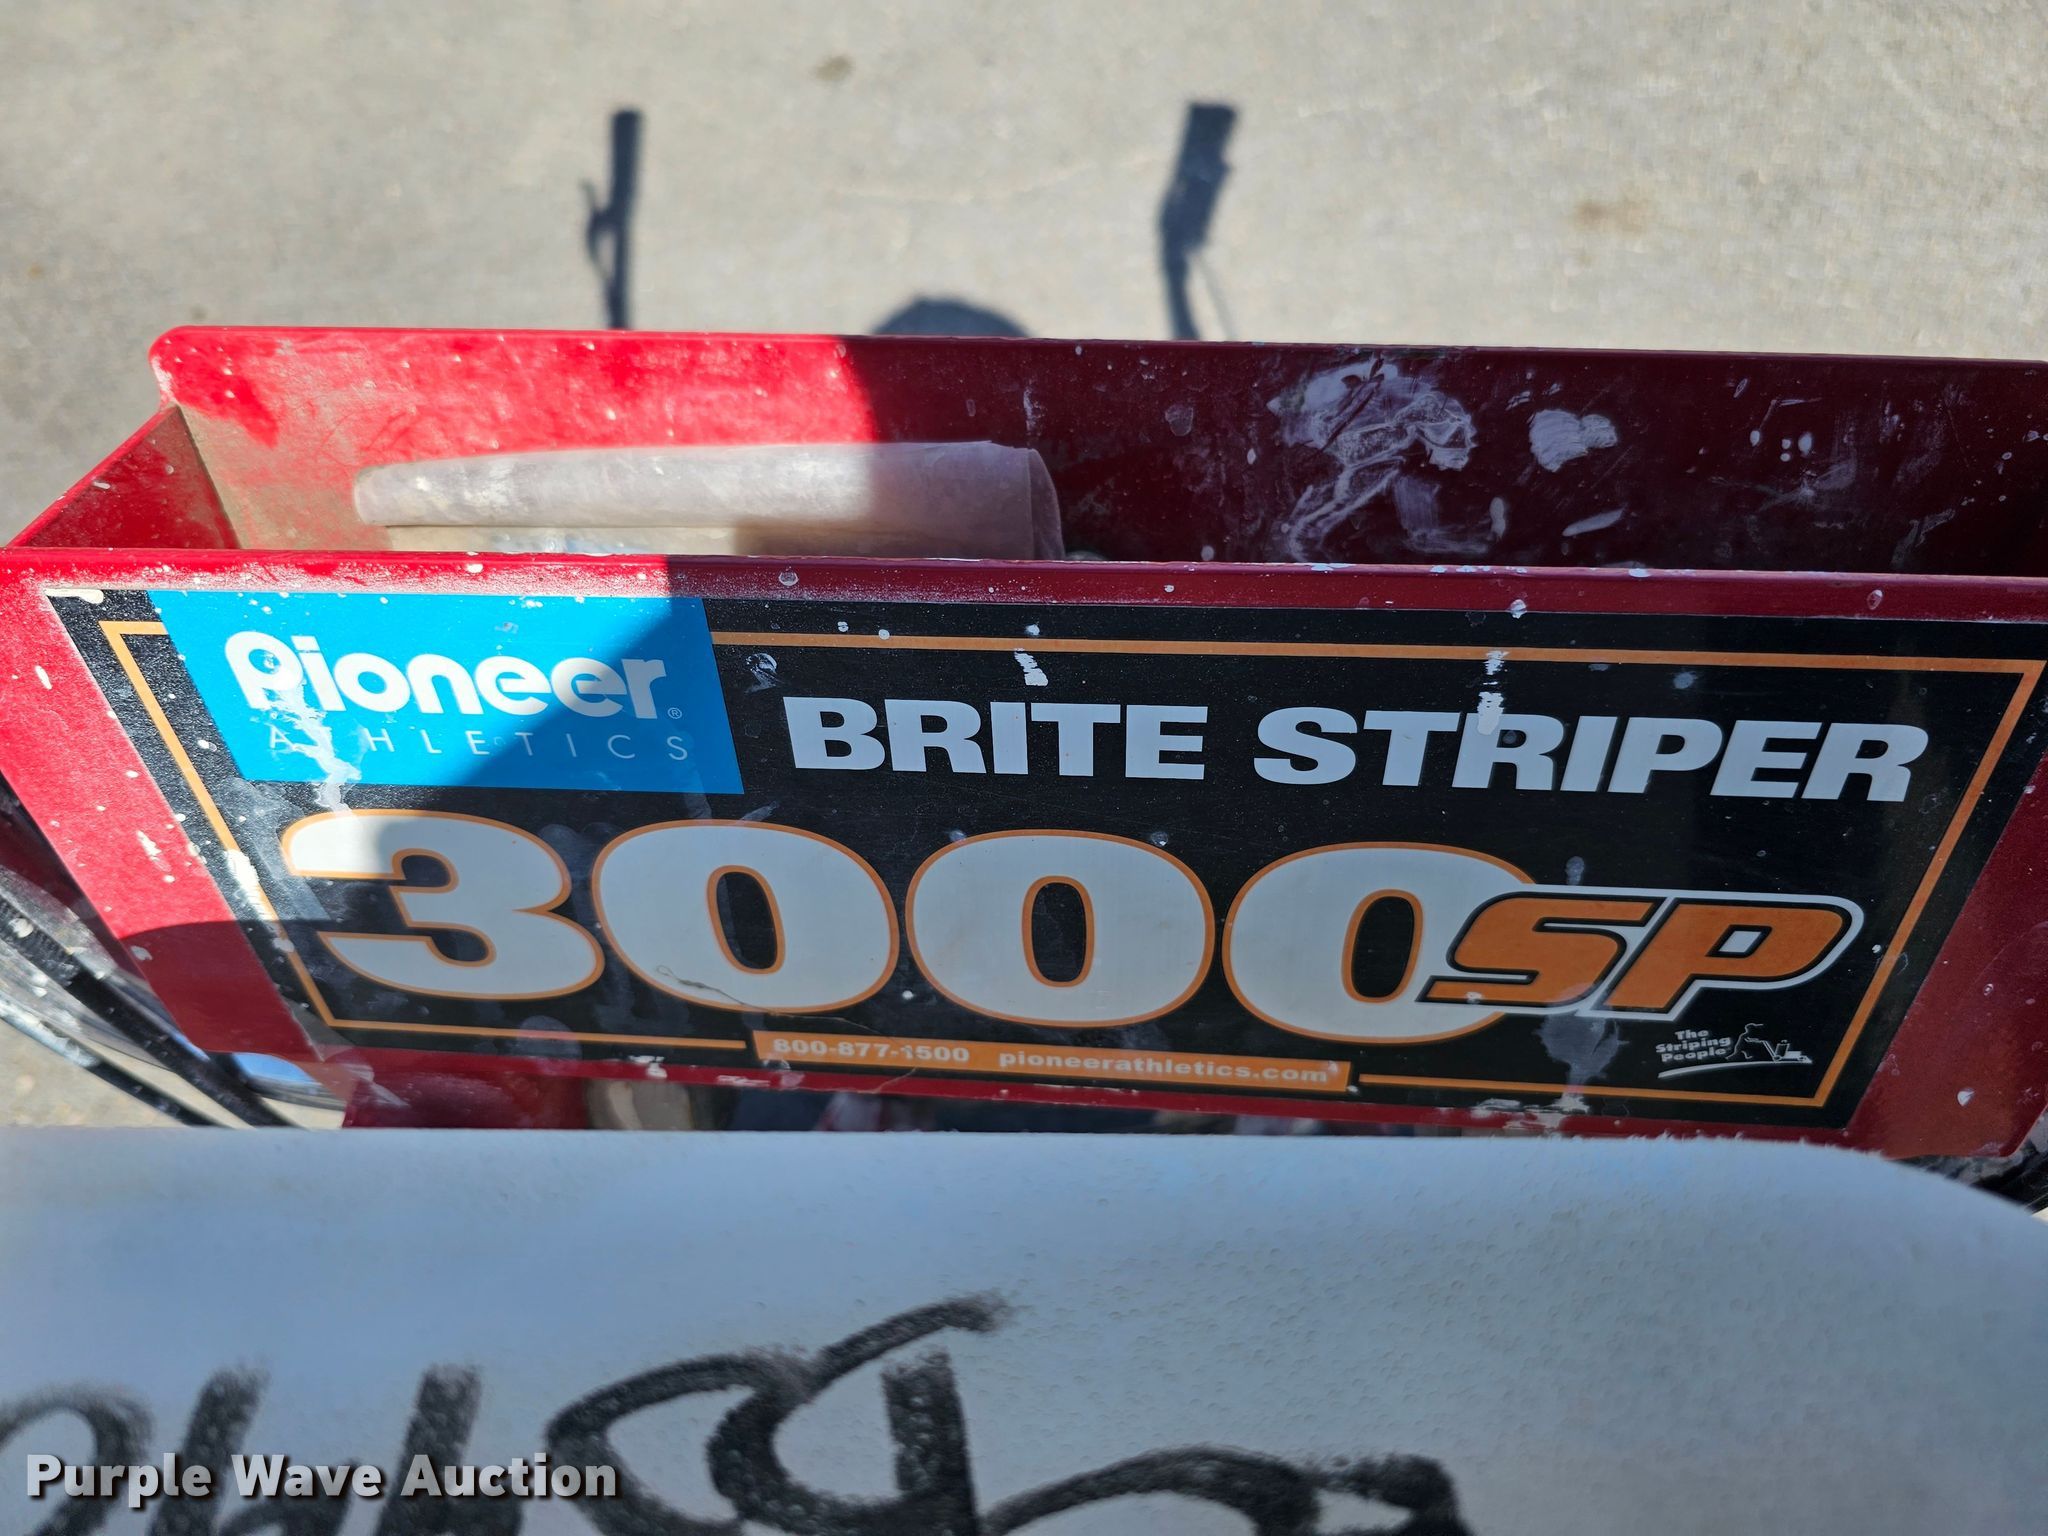 Pioneer®
ATHLETICS
BRITE STRIPER
3000SP
800-877-1500 pioneerathletics.com
The
Striping
People
Purple Wave Auction